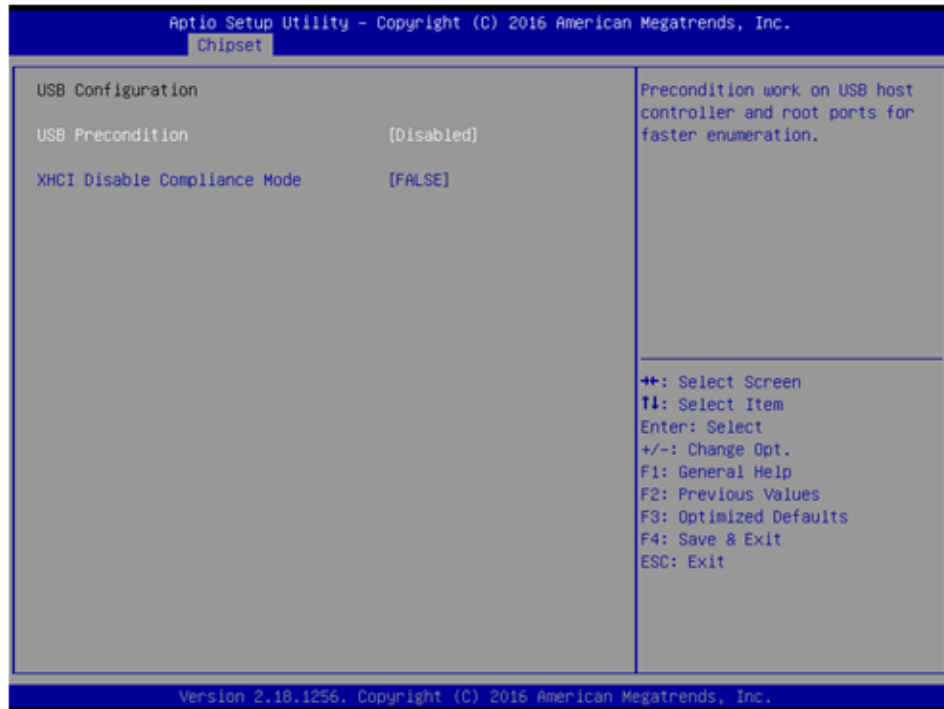 Aptio Setup Utility – Copyright (C) 2016 American Megatrends, Inc.
Chipset
USB Configuration
USB Precondition [Disabled]
XHCI Disable Compliance Mode [FALSE]
Precondition work on USB host
controller and root ports for
faster enumeration.
→←: Select Screen
↑↓: Select Item
Enter: Select
+/-: Change Opt.
F1: General Help
F2: Previous Values
F3: Optimized Defaults
F4: Save & Exit
ESC: Exit
Version 2.18.1256. Copyright (C) 2016 American Megatrends, Inc.